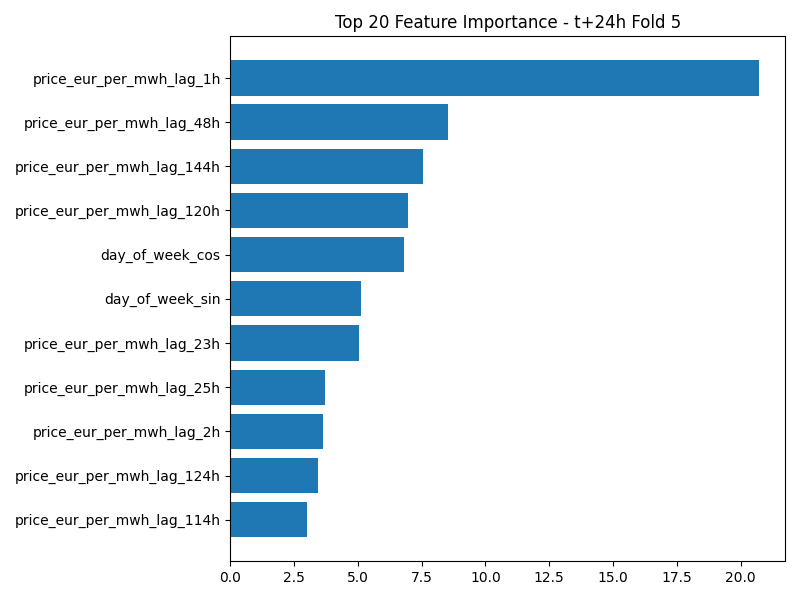 Top 20 Feature Importance - t+24h Fold 5
price_eur_per_mwh_lag_1h
price_eur_per_mwh_lag_48h
price_eur_per_mwh_lag_144h
price_eur_per_mwh_lag_120h
day_of_week_cos
day_of_week_sin
price_eur_per_mwh_lag_23h
price_eur_per_mwh_lag_25h
price_eur_per_mwh_lag_2h
price_eur_per_mwh_lag_124h
price_eur_per_mwh_lag_114h
0.0 2.5 5.0 7.5 10.0 12.5 15.0 17.5 20.0